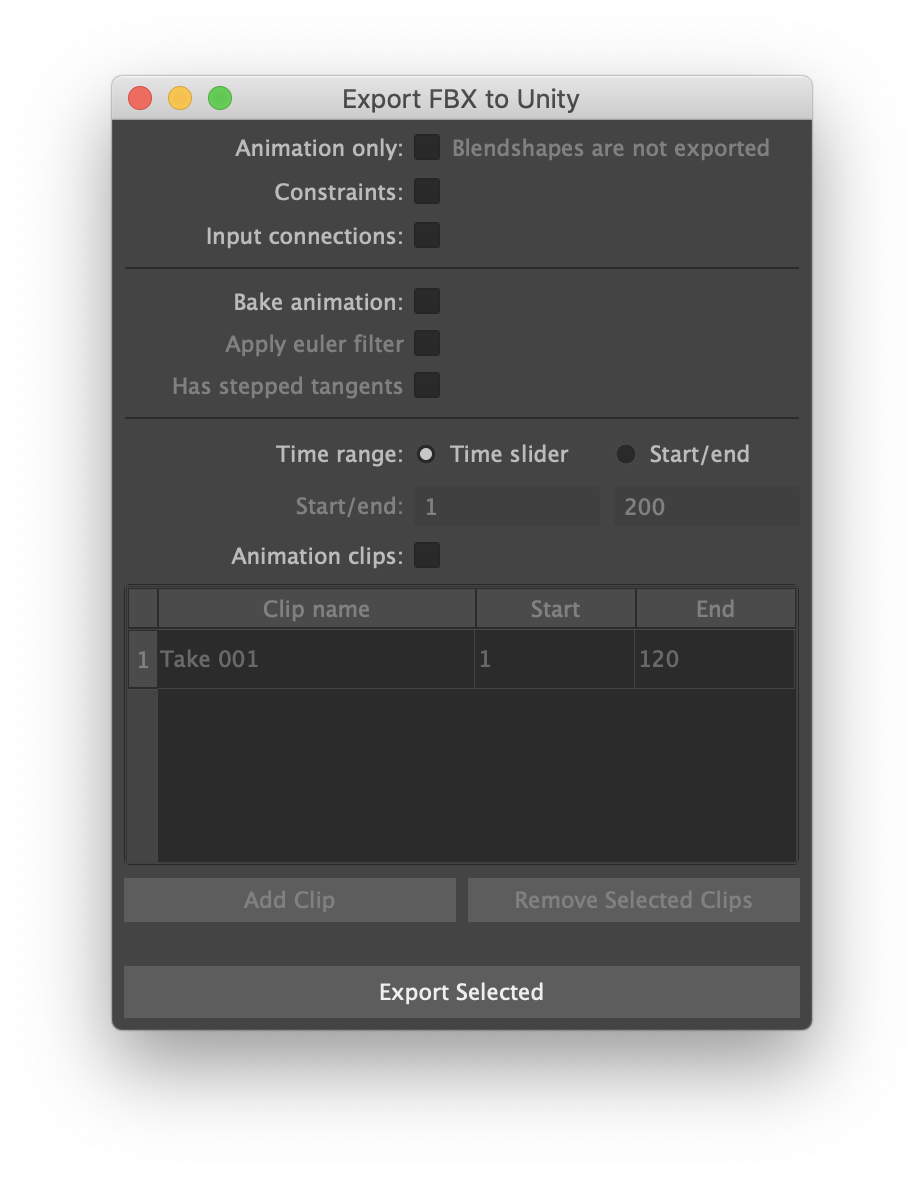 Export FBX to Unity
Animation only: Blendshapes are not exported
Constraints:
Input connections:
Bake animation:
Apply euler filter
Has stepped tangents
Time range: Time slider Start/end
Start/end: 1 200
Animation clips:
Clip name Start End
1 Take 001 1 120
Add Clip Remove Selected Clips
Export Selected